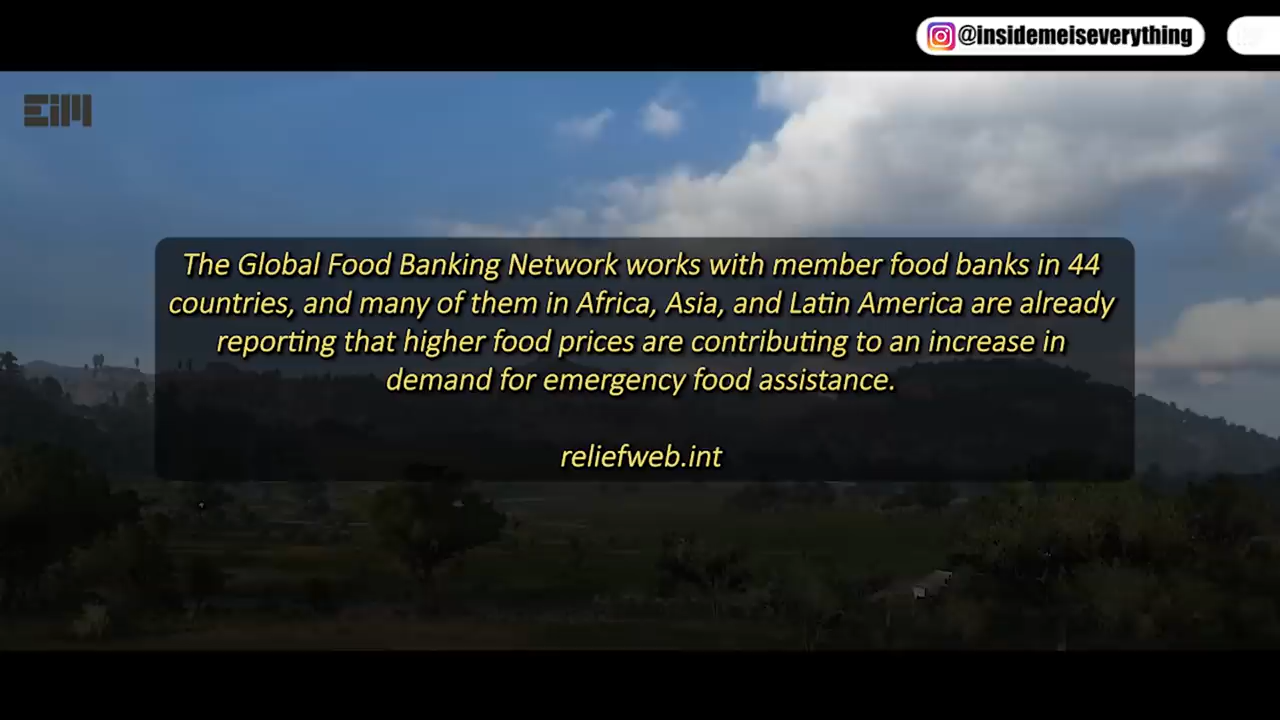 @insidemeiseverything
EiM
The Global Food Banking Network works with member food banks in 44
countries, and many of them in Africa, Asia, and Latin America are already
reporting that higher food prices are contributing to an increase in
demand for emergency food assistance.
reliefweb.int